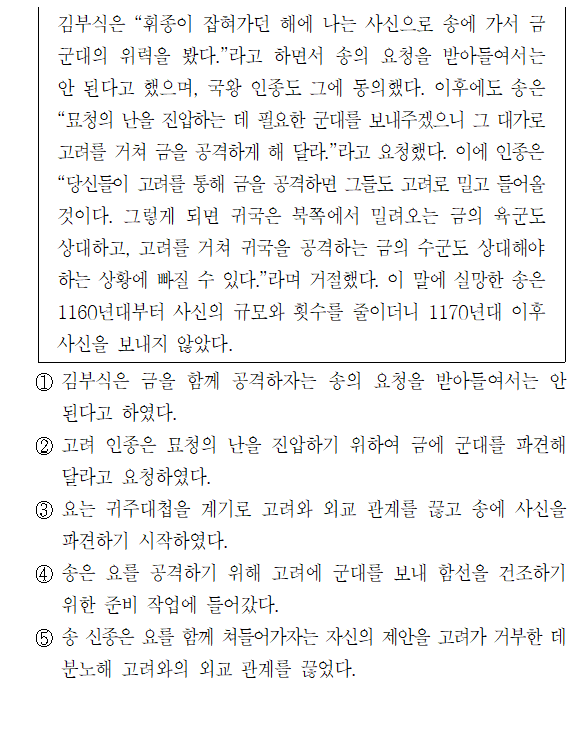 김부식은 “휘종이 잡혀가던 해에 나는 사신으로 송에 가서 금
군대의 위력을 봤다.”라고 하면서 송의 요청을 받아들여서는
안 된다고 했으며, 국왕 인종도 그에 동의했다. 이후에도 송은
“묘청의 난을 진압하는 데 필요한 군대를 보내주겠으니 그 대가로
고려를 거쳐 금을 공격하게 해 달라.”라고 요청했다. 이에 인종은
“당신들이 고려를 통해 금을 공격하면 그들도 고려로 밀고 들어올
것이다. 그렇게 되면 귀국은 북쪽에서 밀려오는 금의 육군도
상대하고, 고려를 거쳐 귀국을 공격하는 금의 수군도 상대해야
하는 상황에 빠질 수 있다.”라며 거절했다. 이 말에 실망한 송은
1160년대부터 사신의 규모와 횟수를 줄이더니 1170년대 이후
사신을 보내지 않았다.
① 김부식은 금을 함께 공격하자는 송의 요청을 받아들여서는 안
된다고 하였다.
② 고려 인종은 묘청의 난을 진압하기 위하여 금에 군대를 파견해
달라고 요청하였다.
③ 요는 귀주대첩을 계기로 고려와 외교 관계를 끊고 송에 사신을
파견하기 시작하였다.
④ 송은 요를 공격하기 위해 고려에 군대를 보내 함선을 건조하기
위한 준비 작업에 들어갔다.
⑤ 송 신종은 요를 함께 쳐들어가자는 자신의 제안을 고려가 거부한 데
분노해 고려와의 외교 관계를 끊었다.